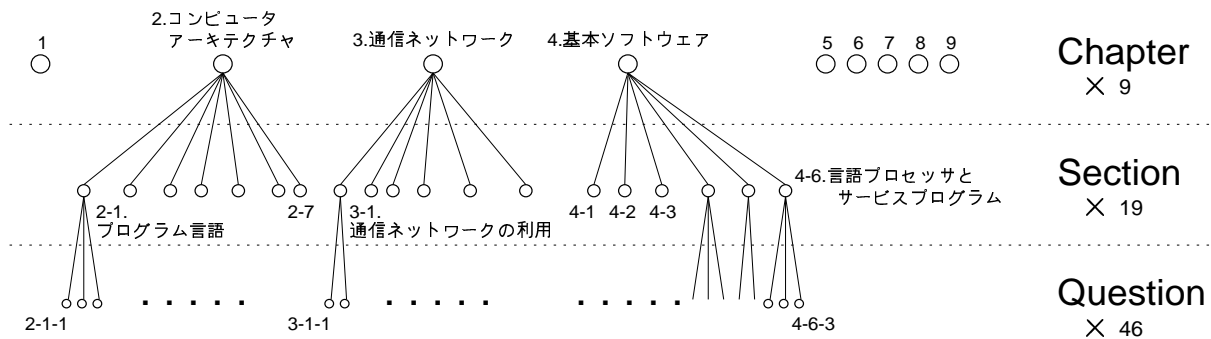 1
2.コンピュータ
アーキテクチャ
3.通信ネットワーク
4.基本ソフトウェア
5 6 7 8 9
Chapter
× 9
2-1.
プログラム言語
2-7
3-1.
通信ネットワークの利用
4-1 4-2 4-3
4-6.言語プロセッサと
サービスプログラム
Section
× 19
2-1-1
3-1-1
4-6-3
Question
× 46